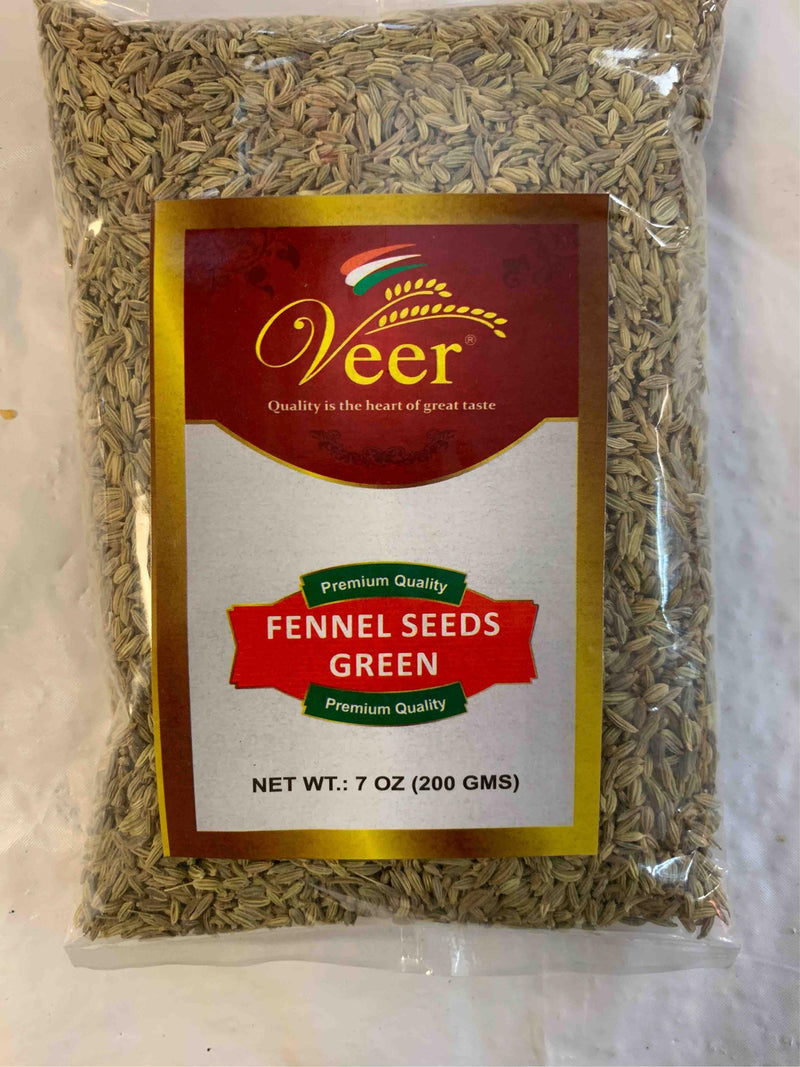 Veer®
Quality is the heart of great taste
Premium Quality
FENNEL SEEDS
GREEN
Premium Quality
NET WT.: 7 OZ (200 GMS)